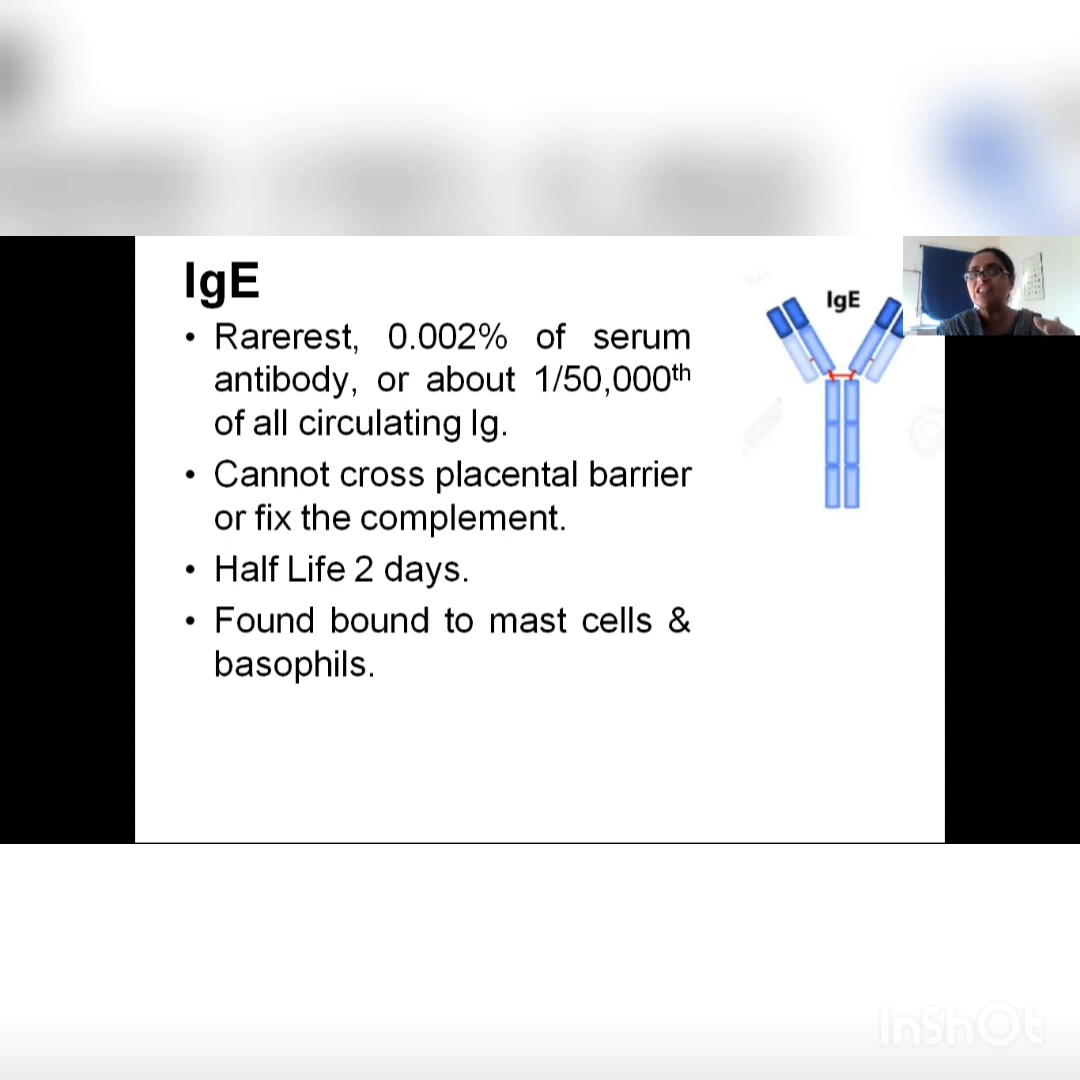 IgE
• Rarerest, 0.002% of serum
antibody, or about 1/50,000th
of all circulating Ig.
• Cannot cross placental barrier
or fix the complement.
• Half Life 2 days.
• Found bound to mast cells &
basophils.
IgE
InShOt